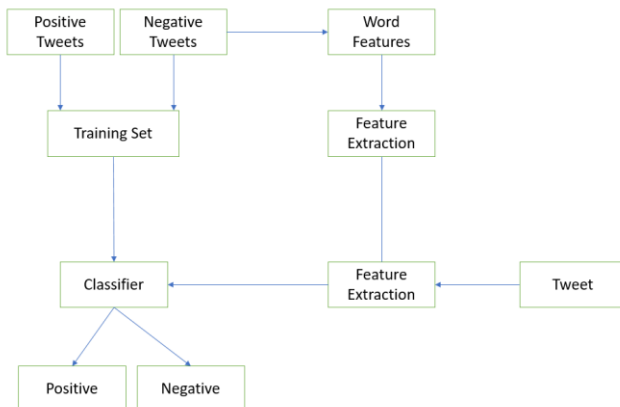 Positive
Tweets
Negative
Tweets
Word
Features
Training Set
Feature
Extraction
Classifier
Feature
Extraction
Tweet
Positive
Negative